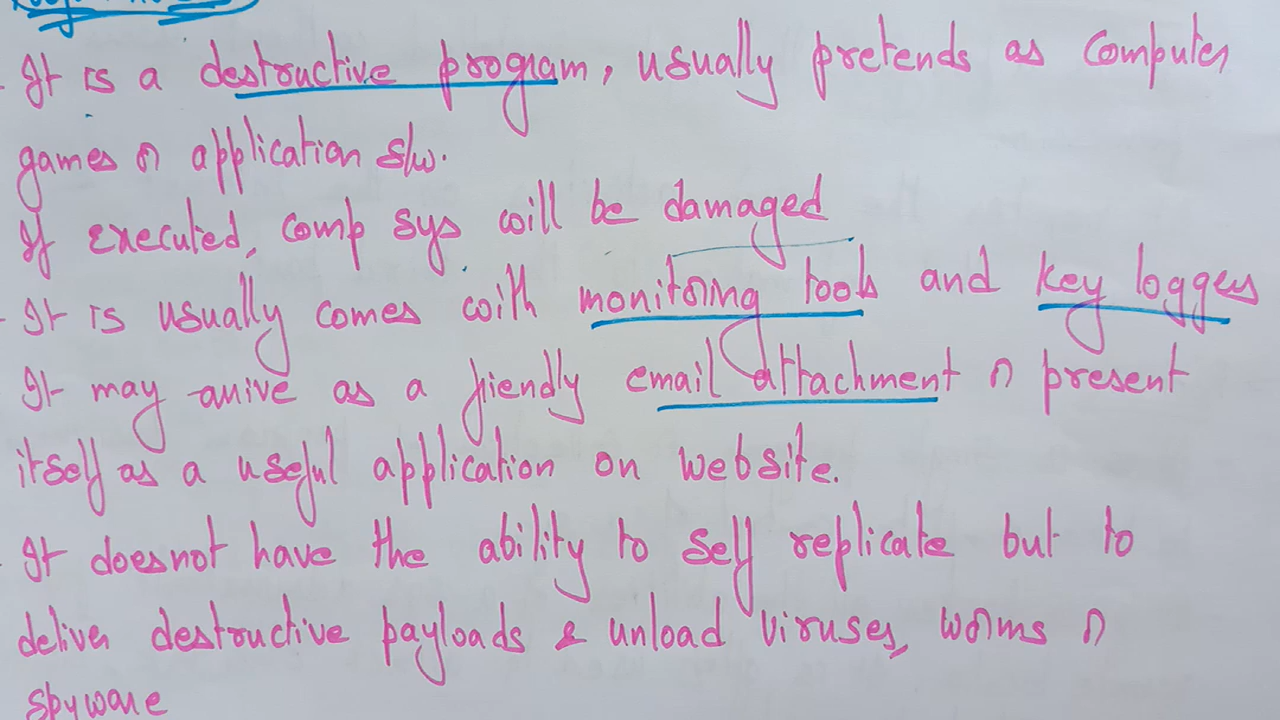 - It is a destructive program, usually pretends as Computer
games or application s/w.
If executed, comp sys will be damaged
- It is usually comes with monitoring tools and key loggers
It may arrive as a friendly email attachment or present
itself as a useful application on website.
- It doesnot have the ability to self replicate but to
deliver destructive payloads & unload viruses, worms or
spyware